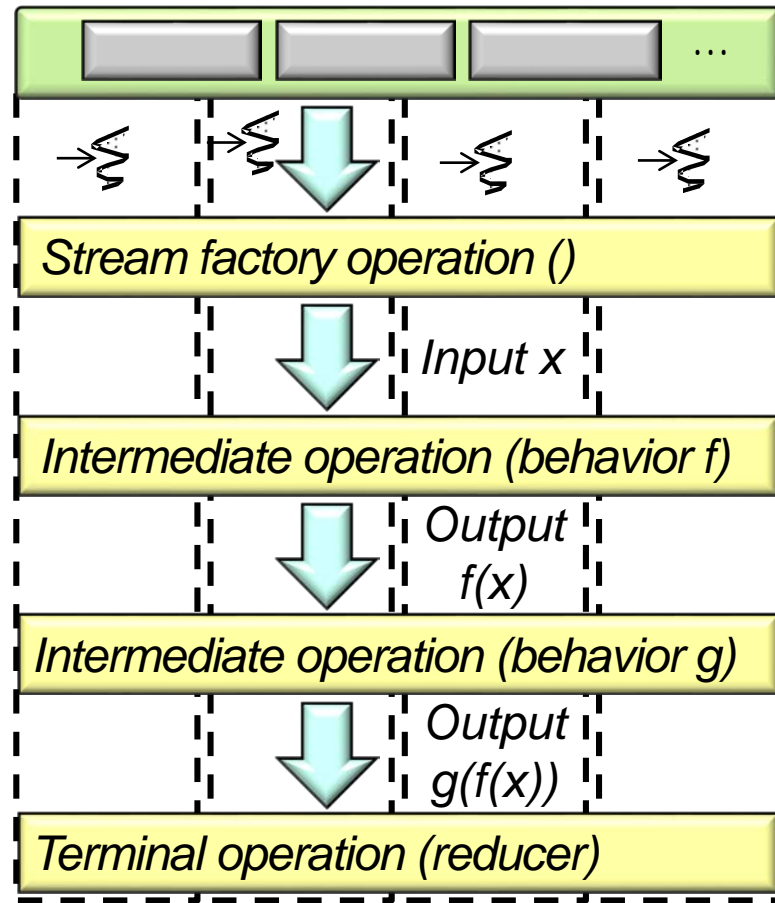 ...
Stream factory operation ()
Input x
Intermediate operation (behavior f)
Output
f(x)
Intermediate operation (behavior g)
Output
g(f(x))
Terminal operation (reducer)